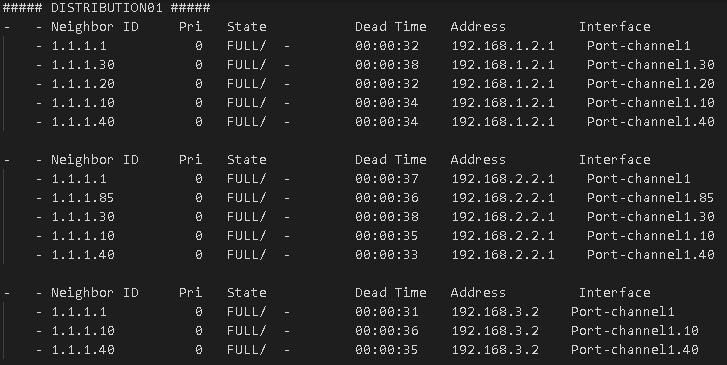 ##### DISTRIBUTION01 #####
-   - Neighbor ID     Pri   State           Dead Time   Address         Interface
    - 1.1.1.1           0   FULL/  -        00:00:32    192.168.1.2.1    Port-channel1
    - 1.1.1.30          0   FULL/  -        00:00:38    192.168.1.2.1    Port-channel1.30
    - 1.1.1.20          0   FULL/  -        00:00:32    192.168.1.2.1    Port-channel1.20
    - 1.1.1.10          0   FULL/  -        00:00:34    192.168.1.2.1    Port-channel1.10
    - 1.1.1.40          0   FULL/  -        00:00:34    192.168.1.2.1    Port-channel1.40
-   - Neighbor ID     Pri   State           Dead Time   Address         Interface
    - 1.1.1.1           0   FULL/  -        00:00:37    192.168.2.2.1    Port-channel1
    - 1.1.1.85          0   FULL/  -        00:00:36    192.168.2.2.1    Port-channel1.85
    - 1.1.1.30          0   FULL/  -        00:00:38    192.168.2.2.1    Port-channel1.30
    - 1.1.1.10          0   FULL/  -        00:00:35    192.168.2.2.1    Port-channel1.10
    - 1.1.1.40          0   FULL/  -        00:00:33    192.168.2.2.1    Port-channel1.40
-   - Neighbor ID     Pri   State           Dead Time   Address         Interface
    - 1.1.1.1           0   FULL/  -        00:00:31    192.168.3.2    Port-channel1
    - 1.1.1.10          0   FULL/  -        00:00:36    192.168.3.2    Port-channel1.10
    - 1.1.1.40          0   FULL/  -        00:00:35    192.168.3.2    Port-channel1.40